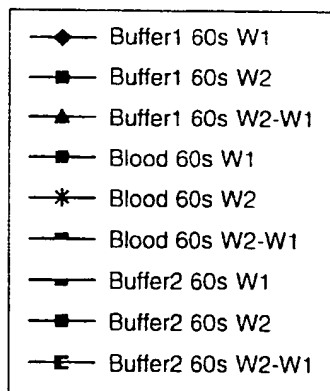 Buffer1 60s W1
Buffer1 60s W2
Buffer1 60s W2-W1
Blood 60s W1
Blood 60s W2
Blood 60s W2-W1
Buffer2 60s W1
Buffer2 60s W2
Buffer2 60s W2-W1